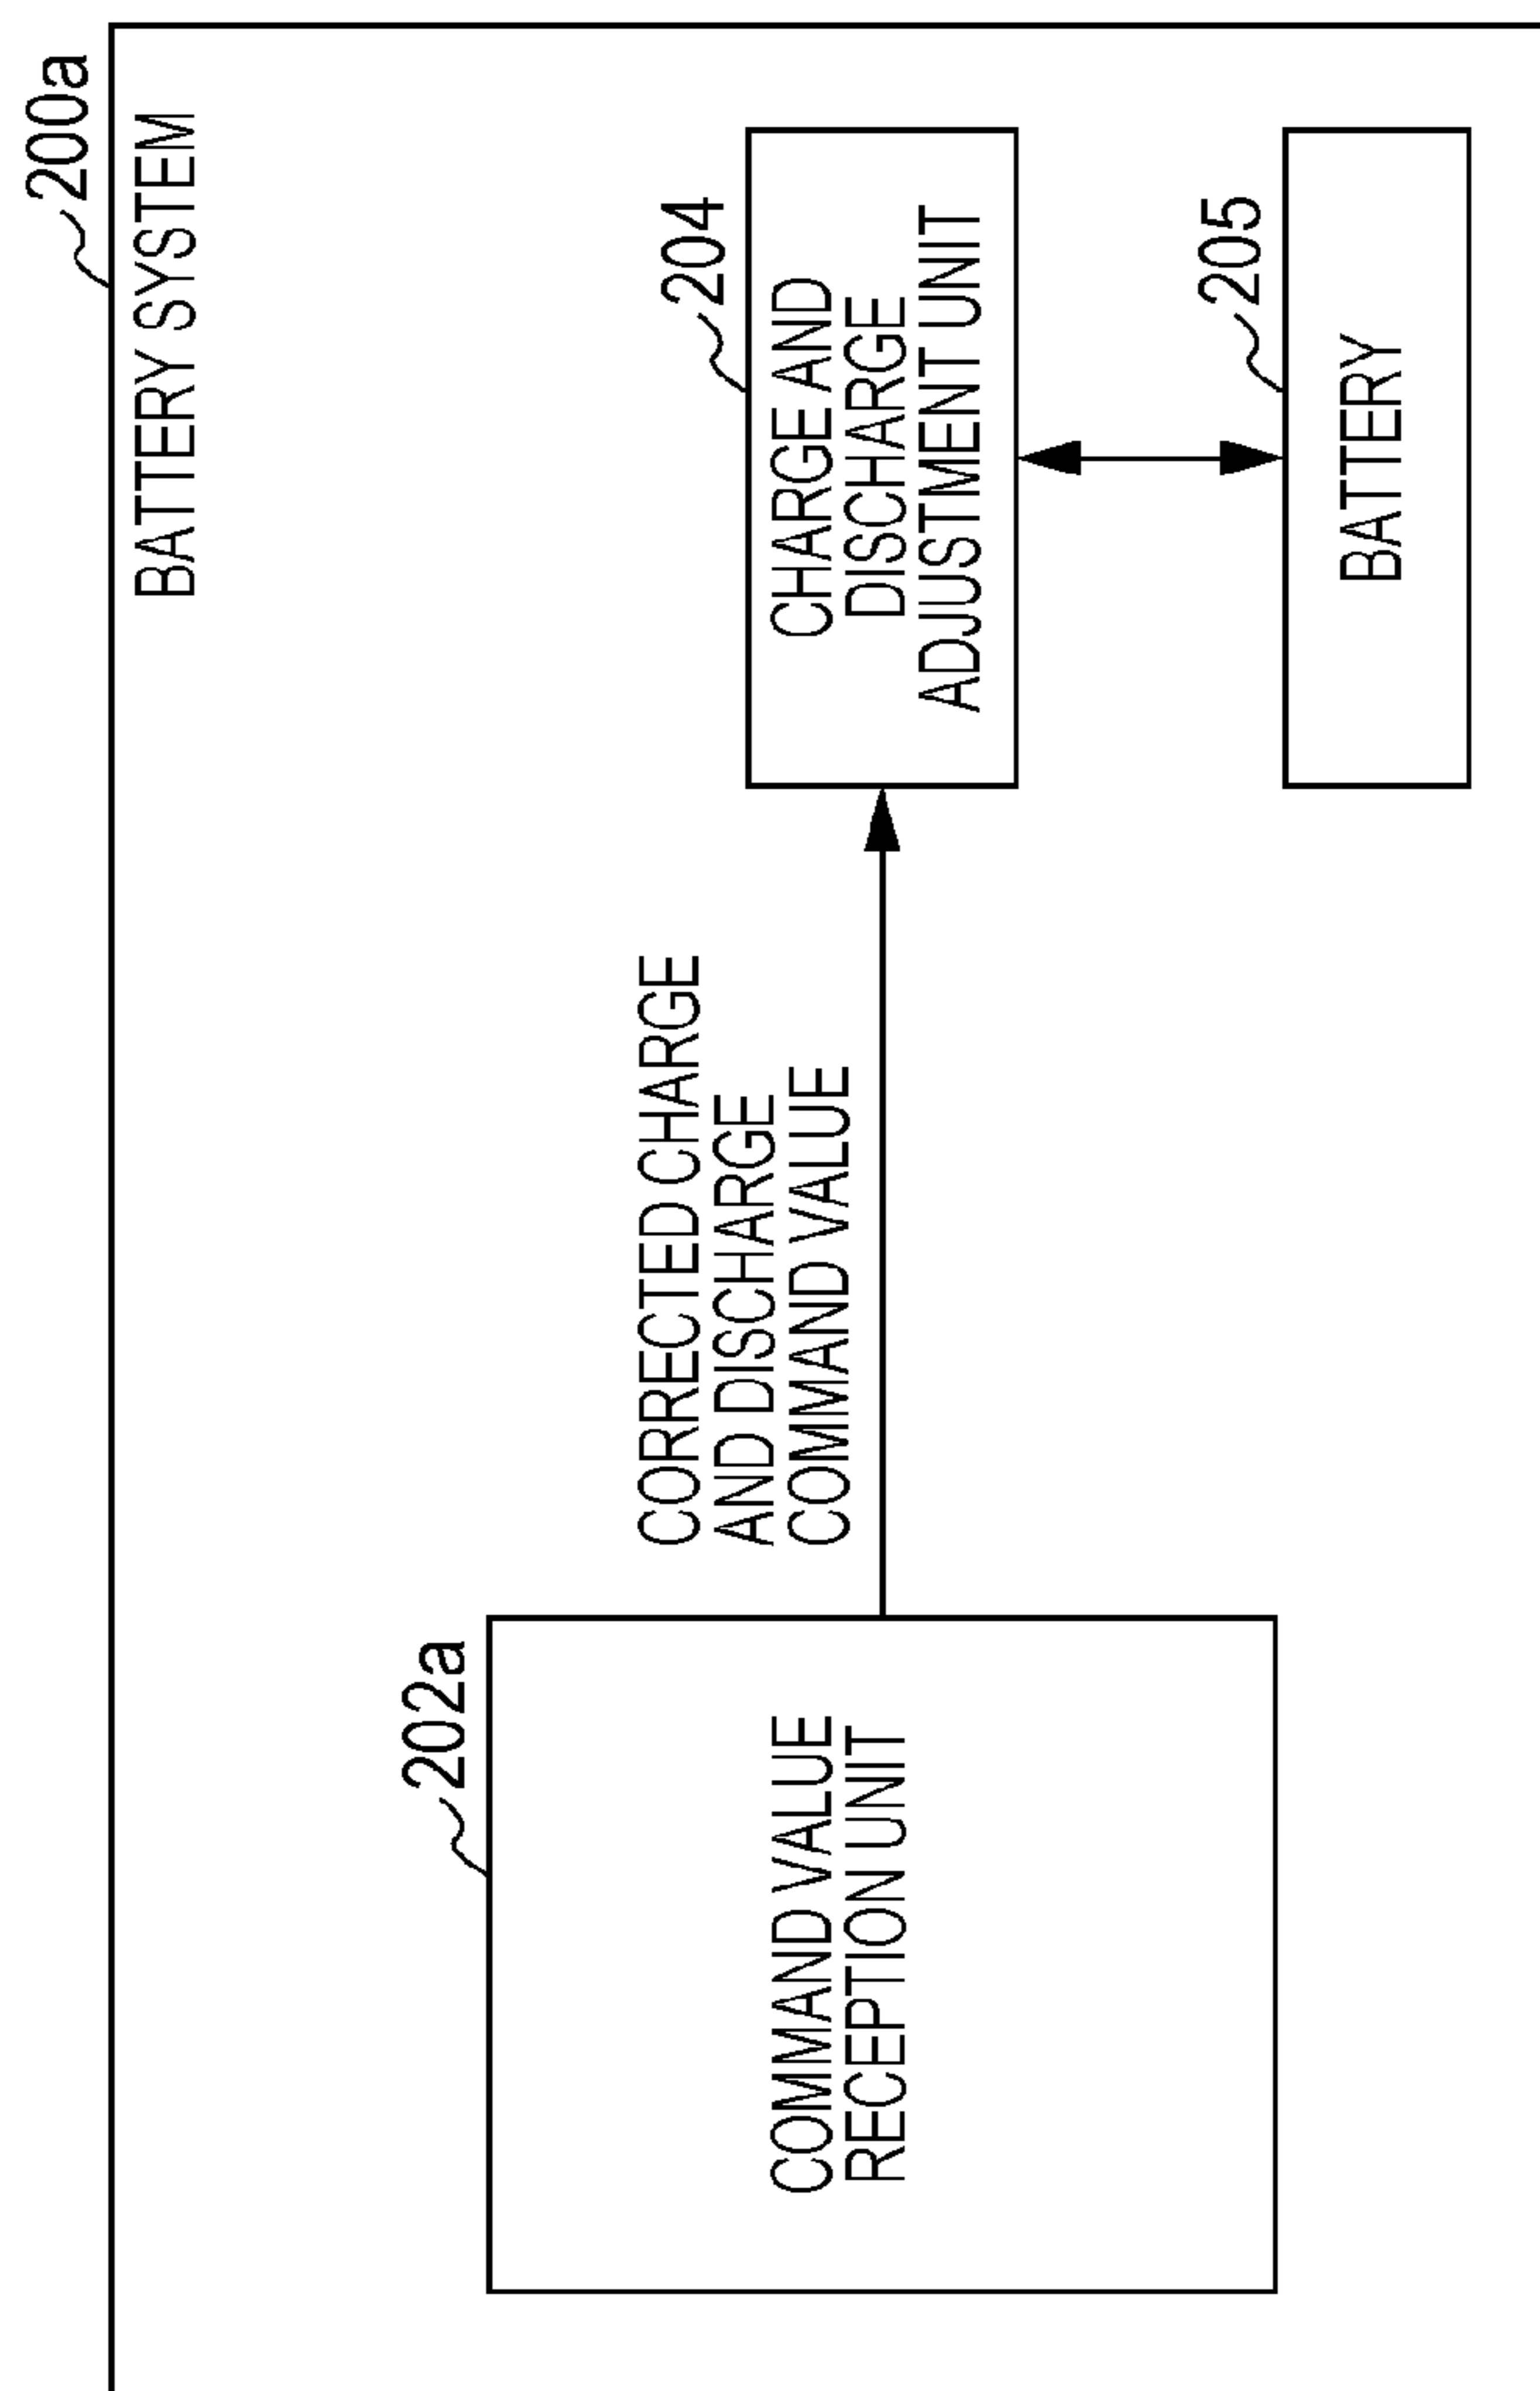 200a
BATTERY SYSTEM
202a
COMMAND VALUE
RECEPTION UNIT
CORRECTED CHARGE
AND DISCHARGE
COMMAND VALUE
204
CHARGE AND
DISCHARGE
ADJUSTMENT UNIT
205
BATTERY